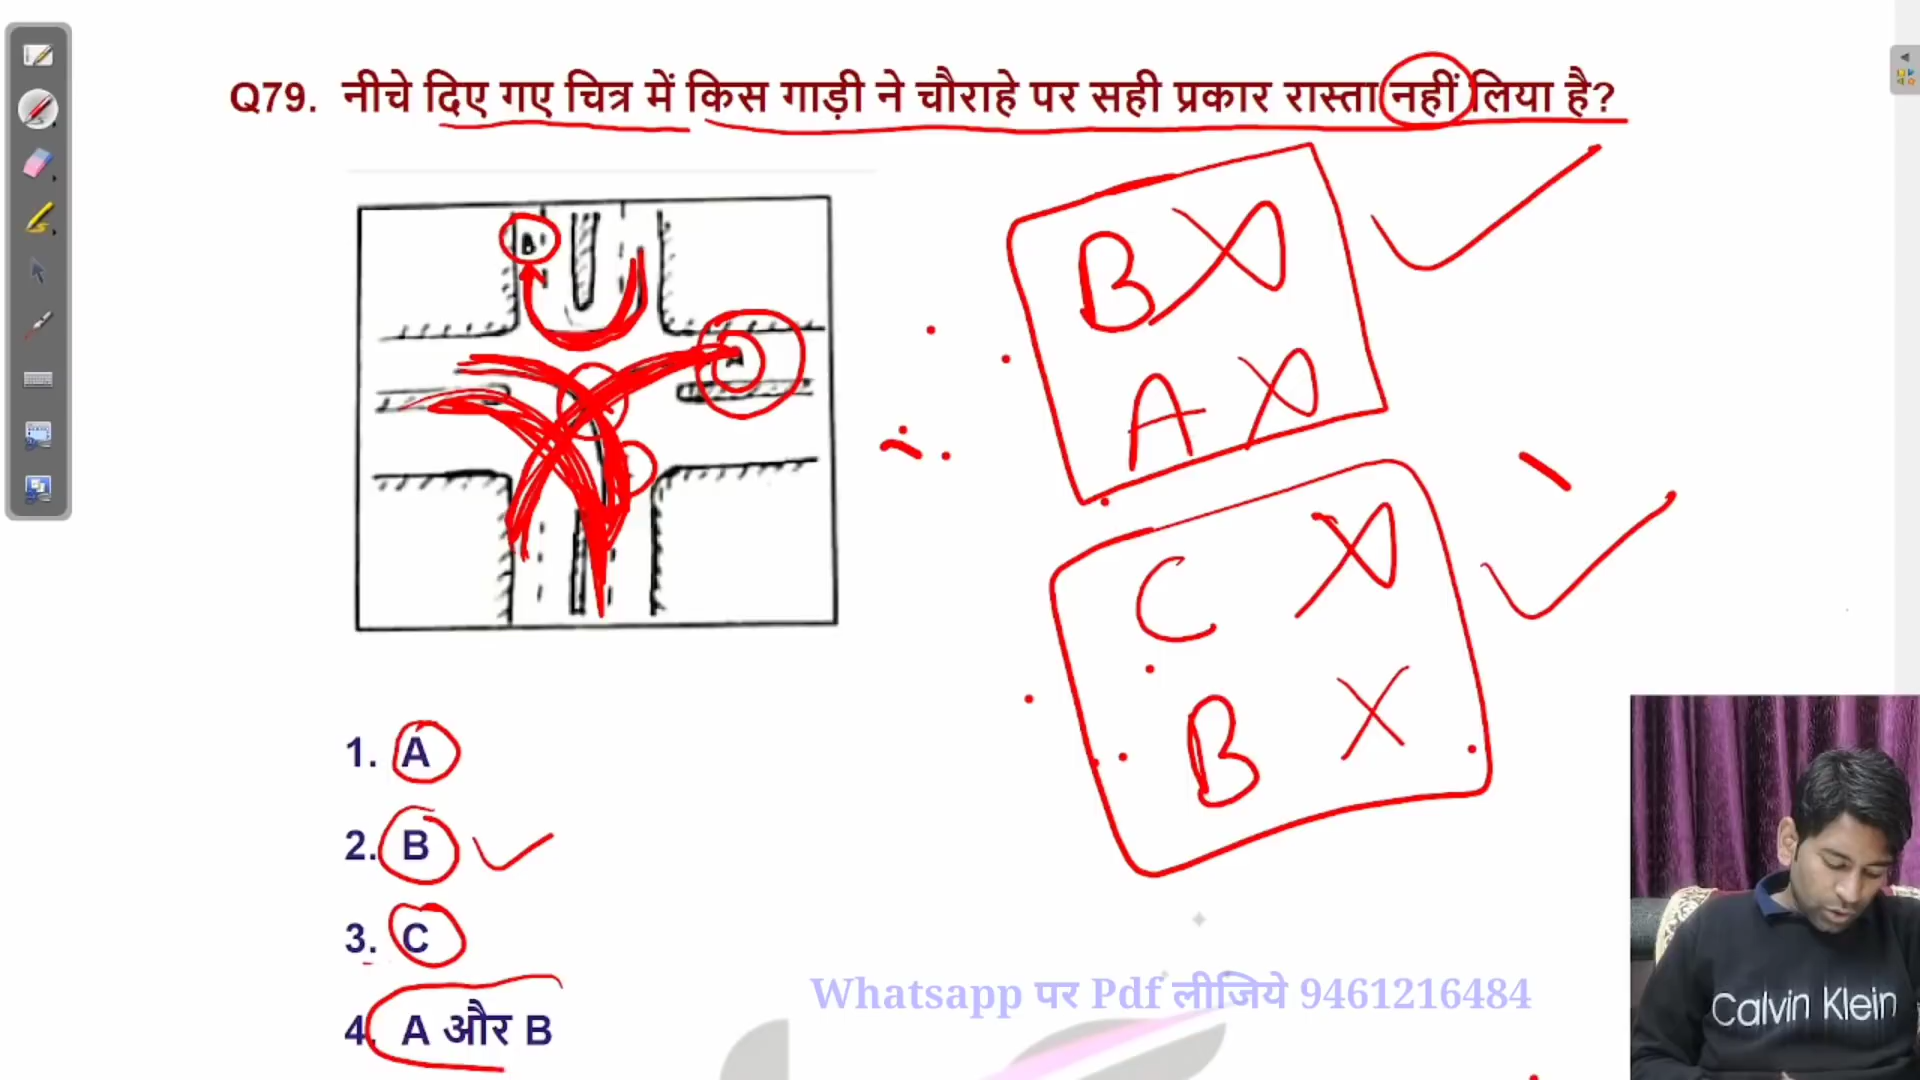 Q79. नीचे दिए गए चित्र में किस गाड़ी ने चौराहे पर सही प्रकार रास्ता नहीं लिया है?
B
A
B X
A X
C X
B X
1. A
2. B
3. C
4. A और B
Whatsapp पर Pdf लीजिये 9461216484
Calvin Klein